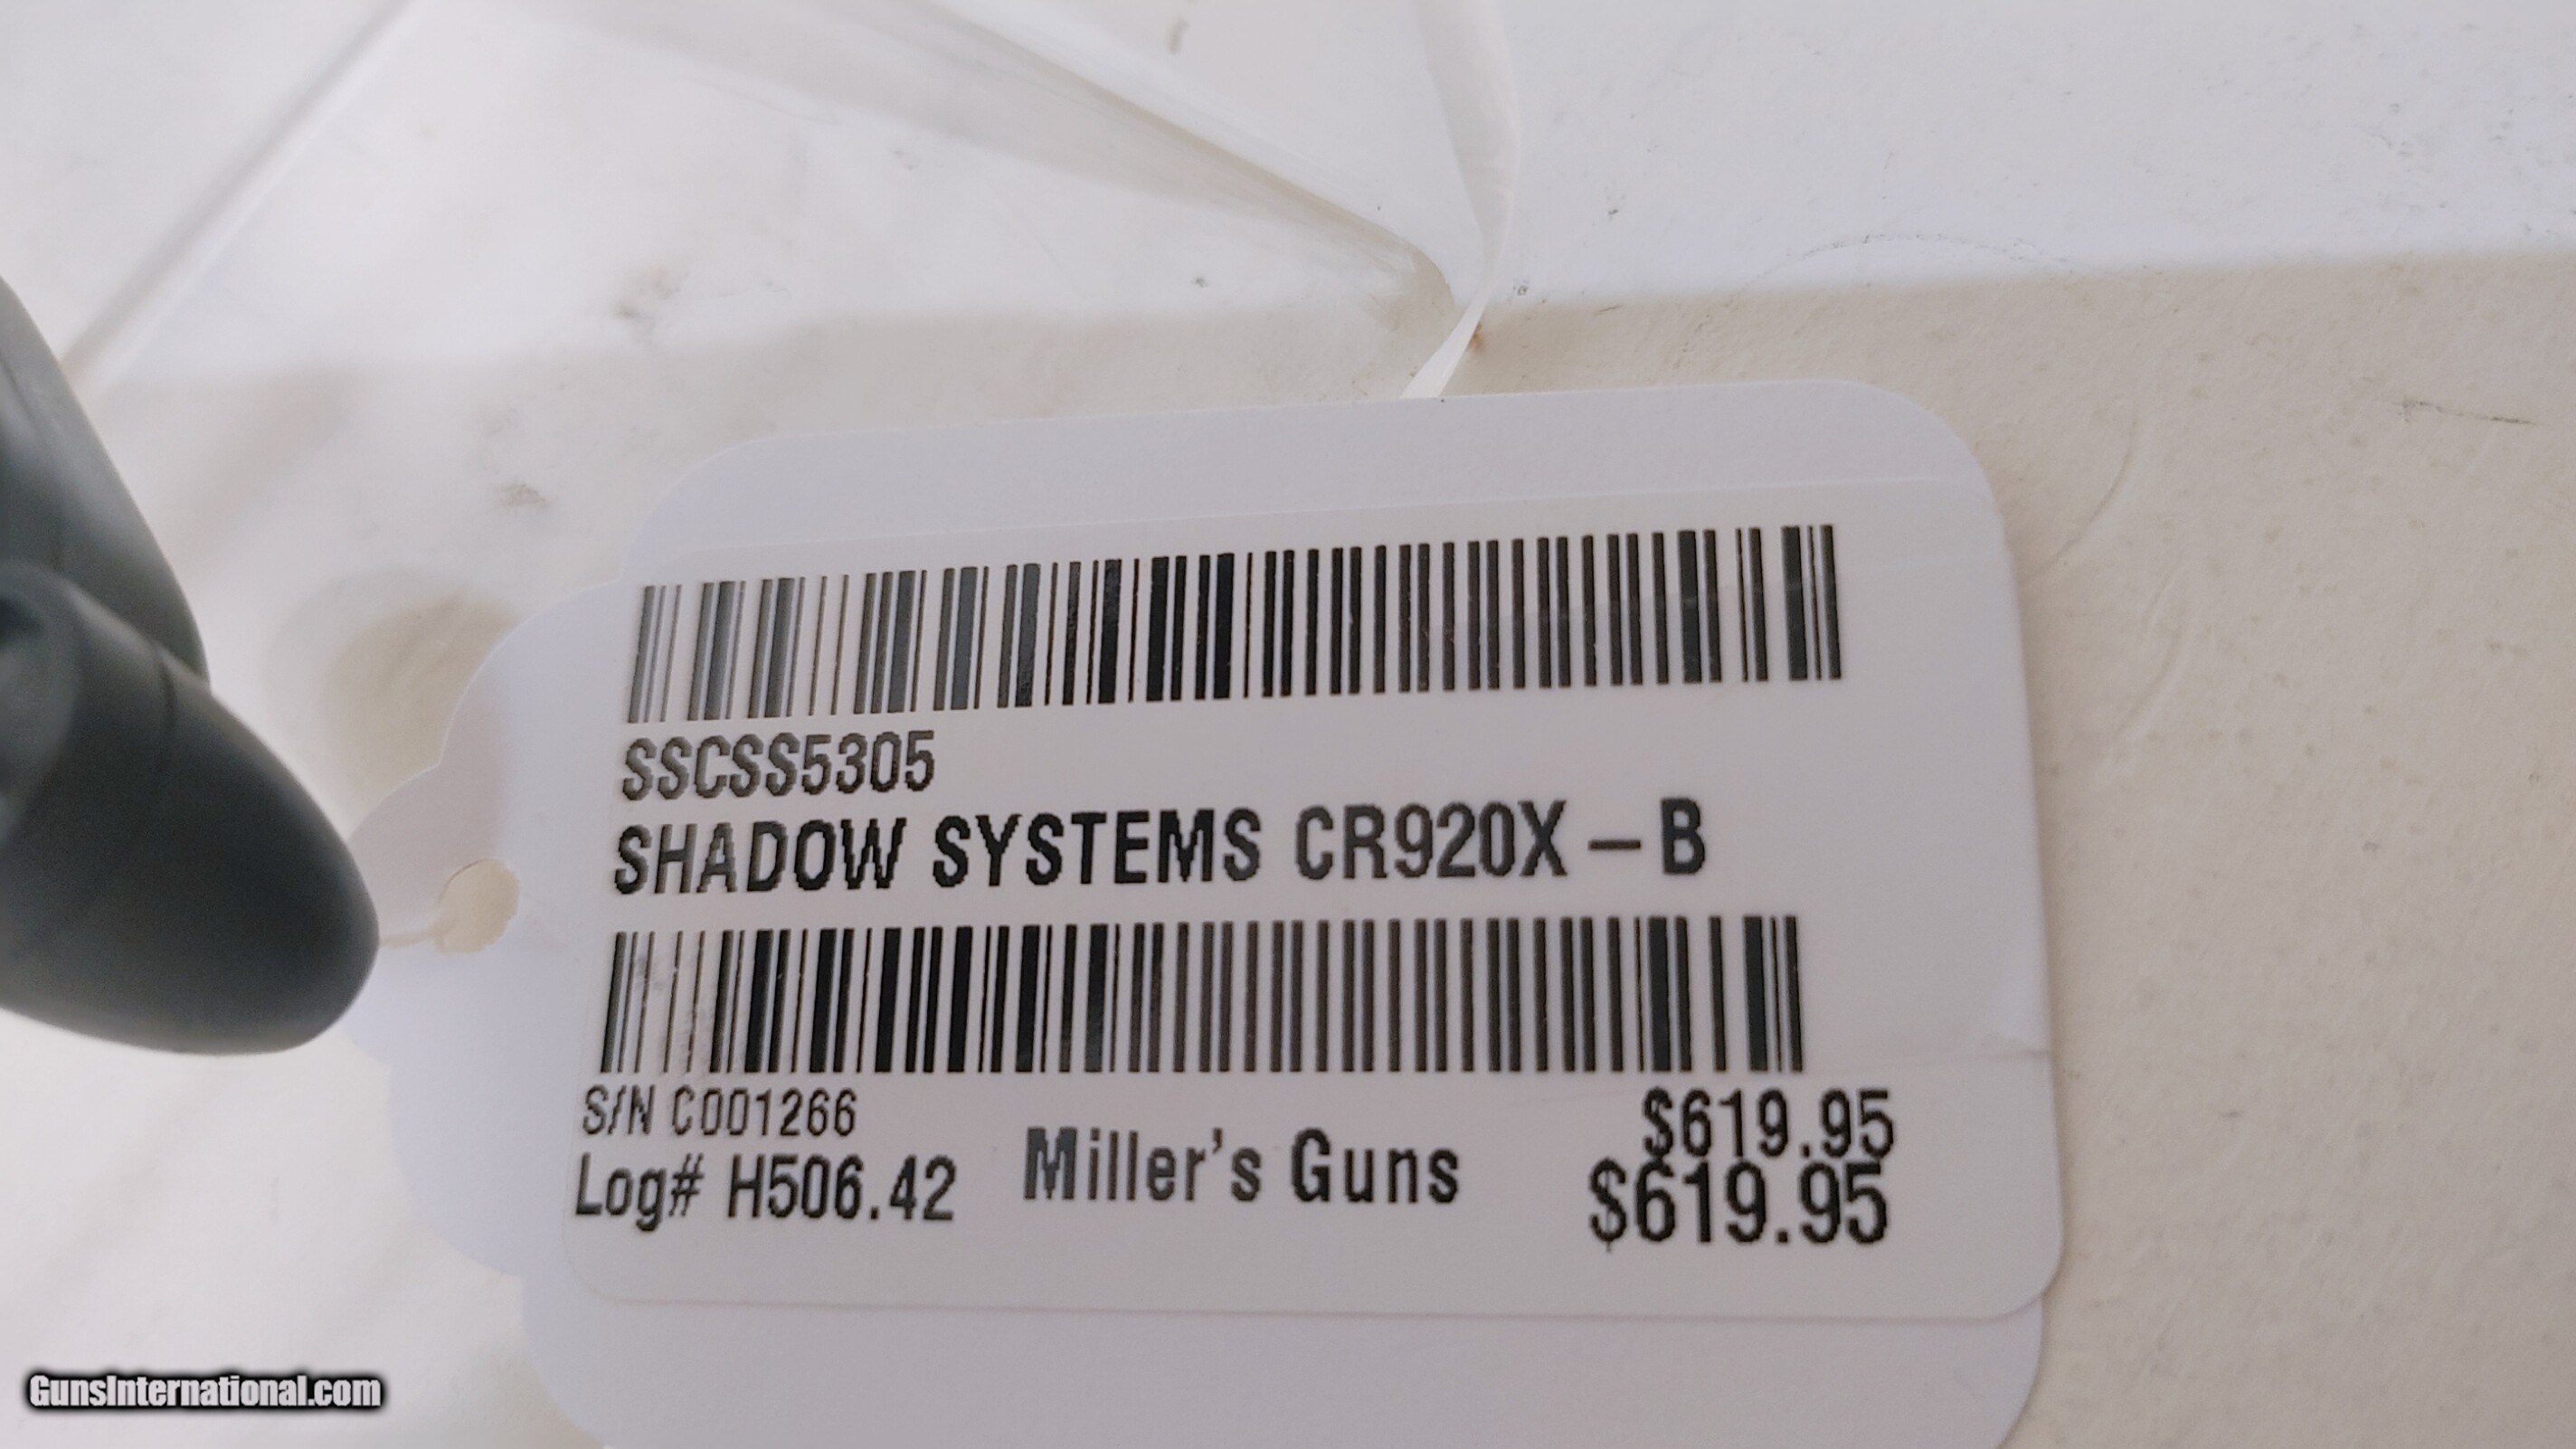 SSCSS5305
SHADOW SYSTEMS CR920X - B
S/N C001266
$619.95
Log# H506.42
Miller's Guns
$619.95
GunsInternational.com